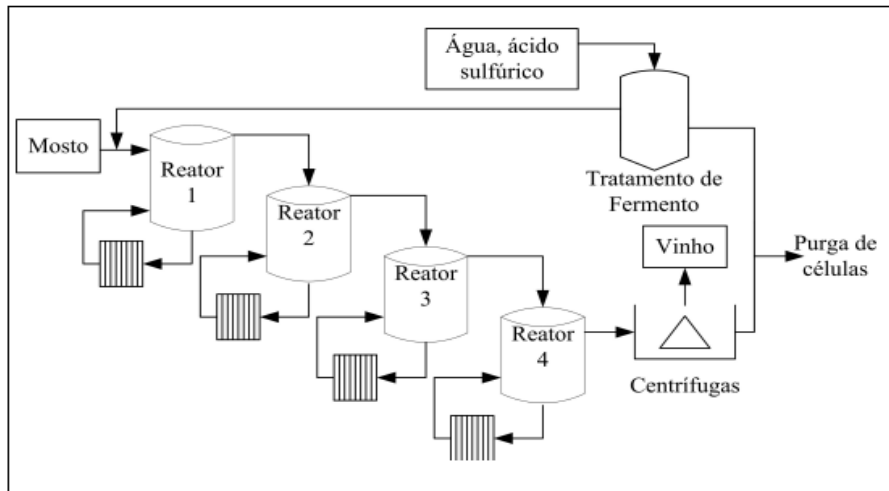 Água, ácido
sulfúrico
Mosto
Reator
1
Tratamento de
Fermento
Reator
2
Vinho
Purga de
células
Reator
3
Reator
4
Centrífugas